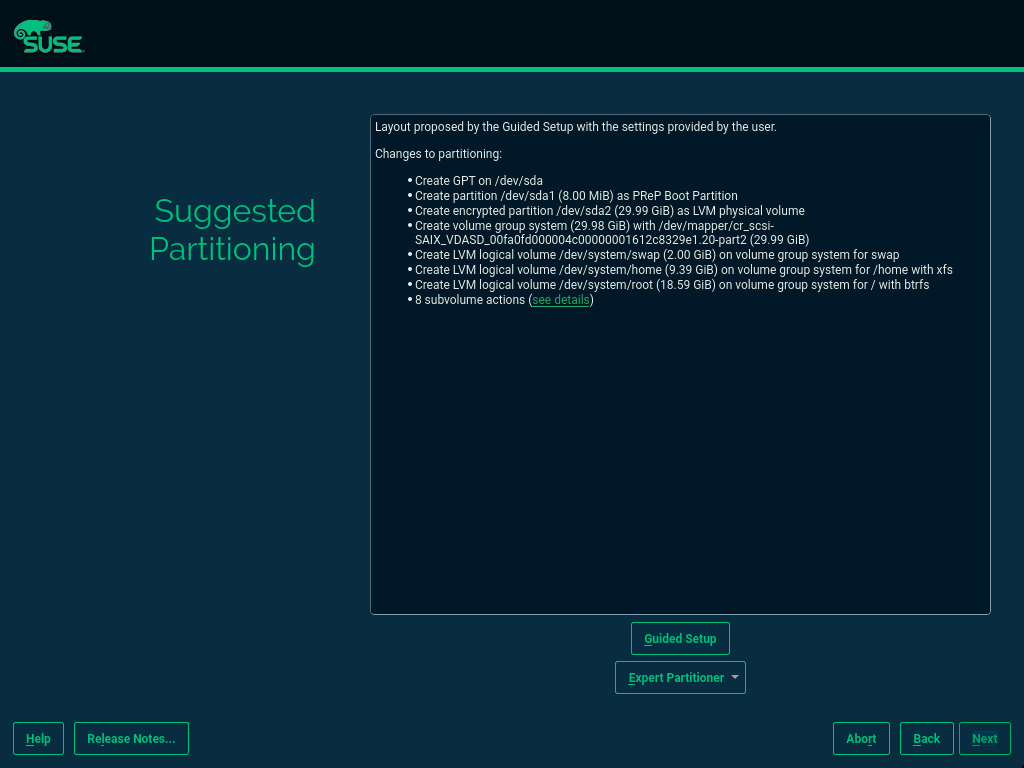 SUSE
Suggested
Partitioning
Layout proposed by the Guided Setup with the settings provided by the user.
Changes to partitioning:
• Create GPT on /dev/sda
• Create partition /dev/sda1 (8.00 MiB) as PReP Boot Partition
• Create encrypted partition /dev/sda2 (29.99 GiB) as LVM physical volume
• Create volume group system (29.98 GiB) with /dev/mapper/cr_scsi-
SAIX_VDASD_00fa0fd000004c00000001612c8329e1.20-part2 (29.99 GiB)
• Create LVM logical volume /dev/system/swap (2.00 GiB) on volume group system for swap
• Create LVM logical volume /dev/system/home (9.39 GiB) on volume group system for /home with xfs
• Create LVM logical volume /dev/system/root (18.59 GiB) on volume group system for / with btrfs
• 8 subvolume actions (see details)
Guided Setup
Expert Partitioner
Help
Release Notes...
Abort
Back
Next